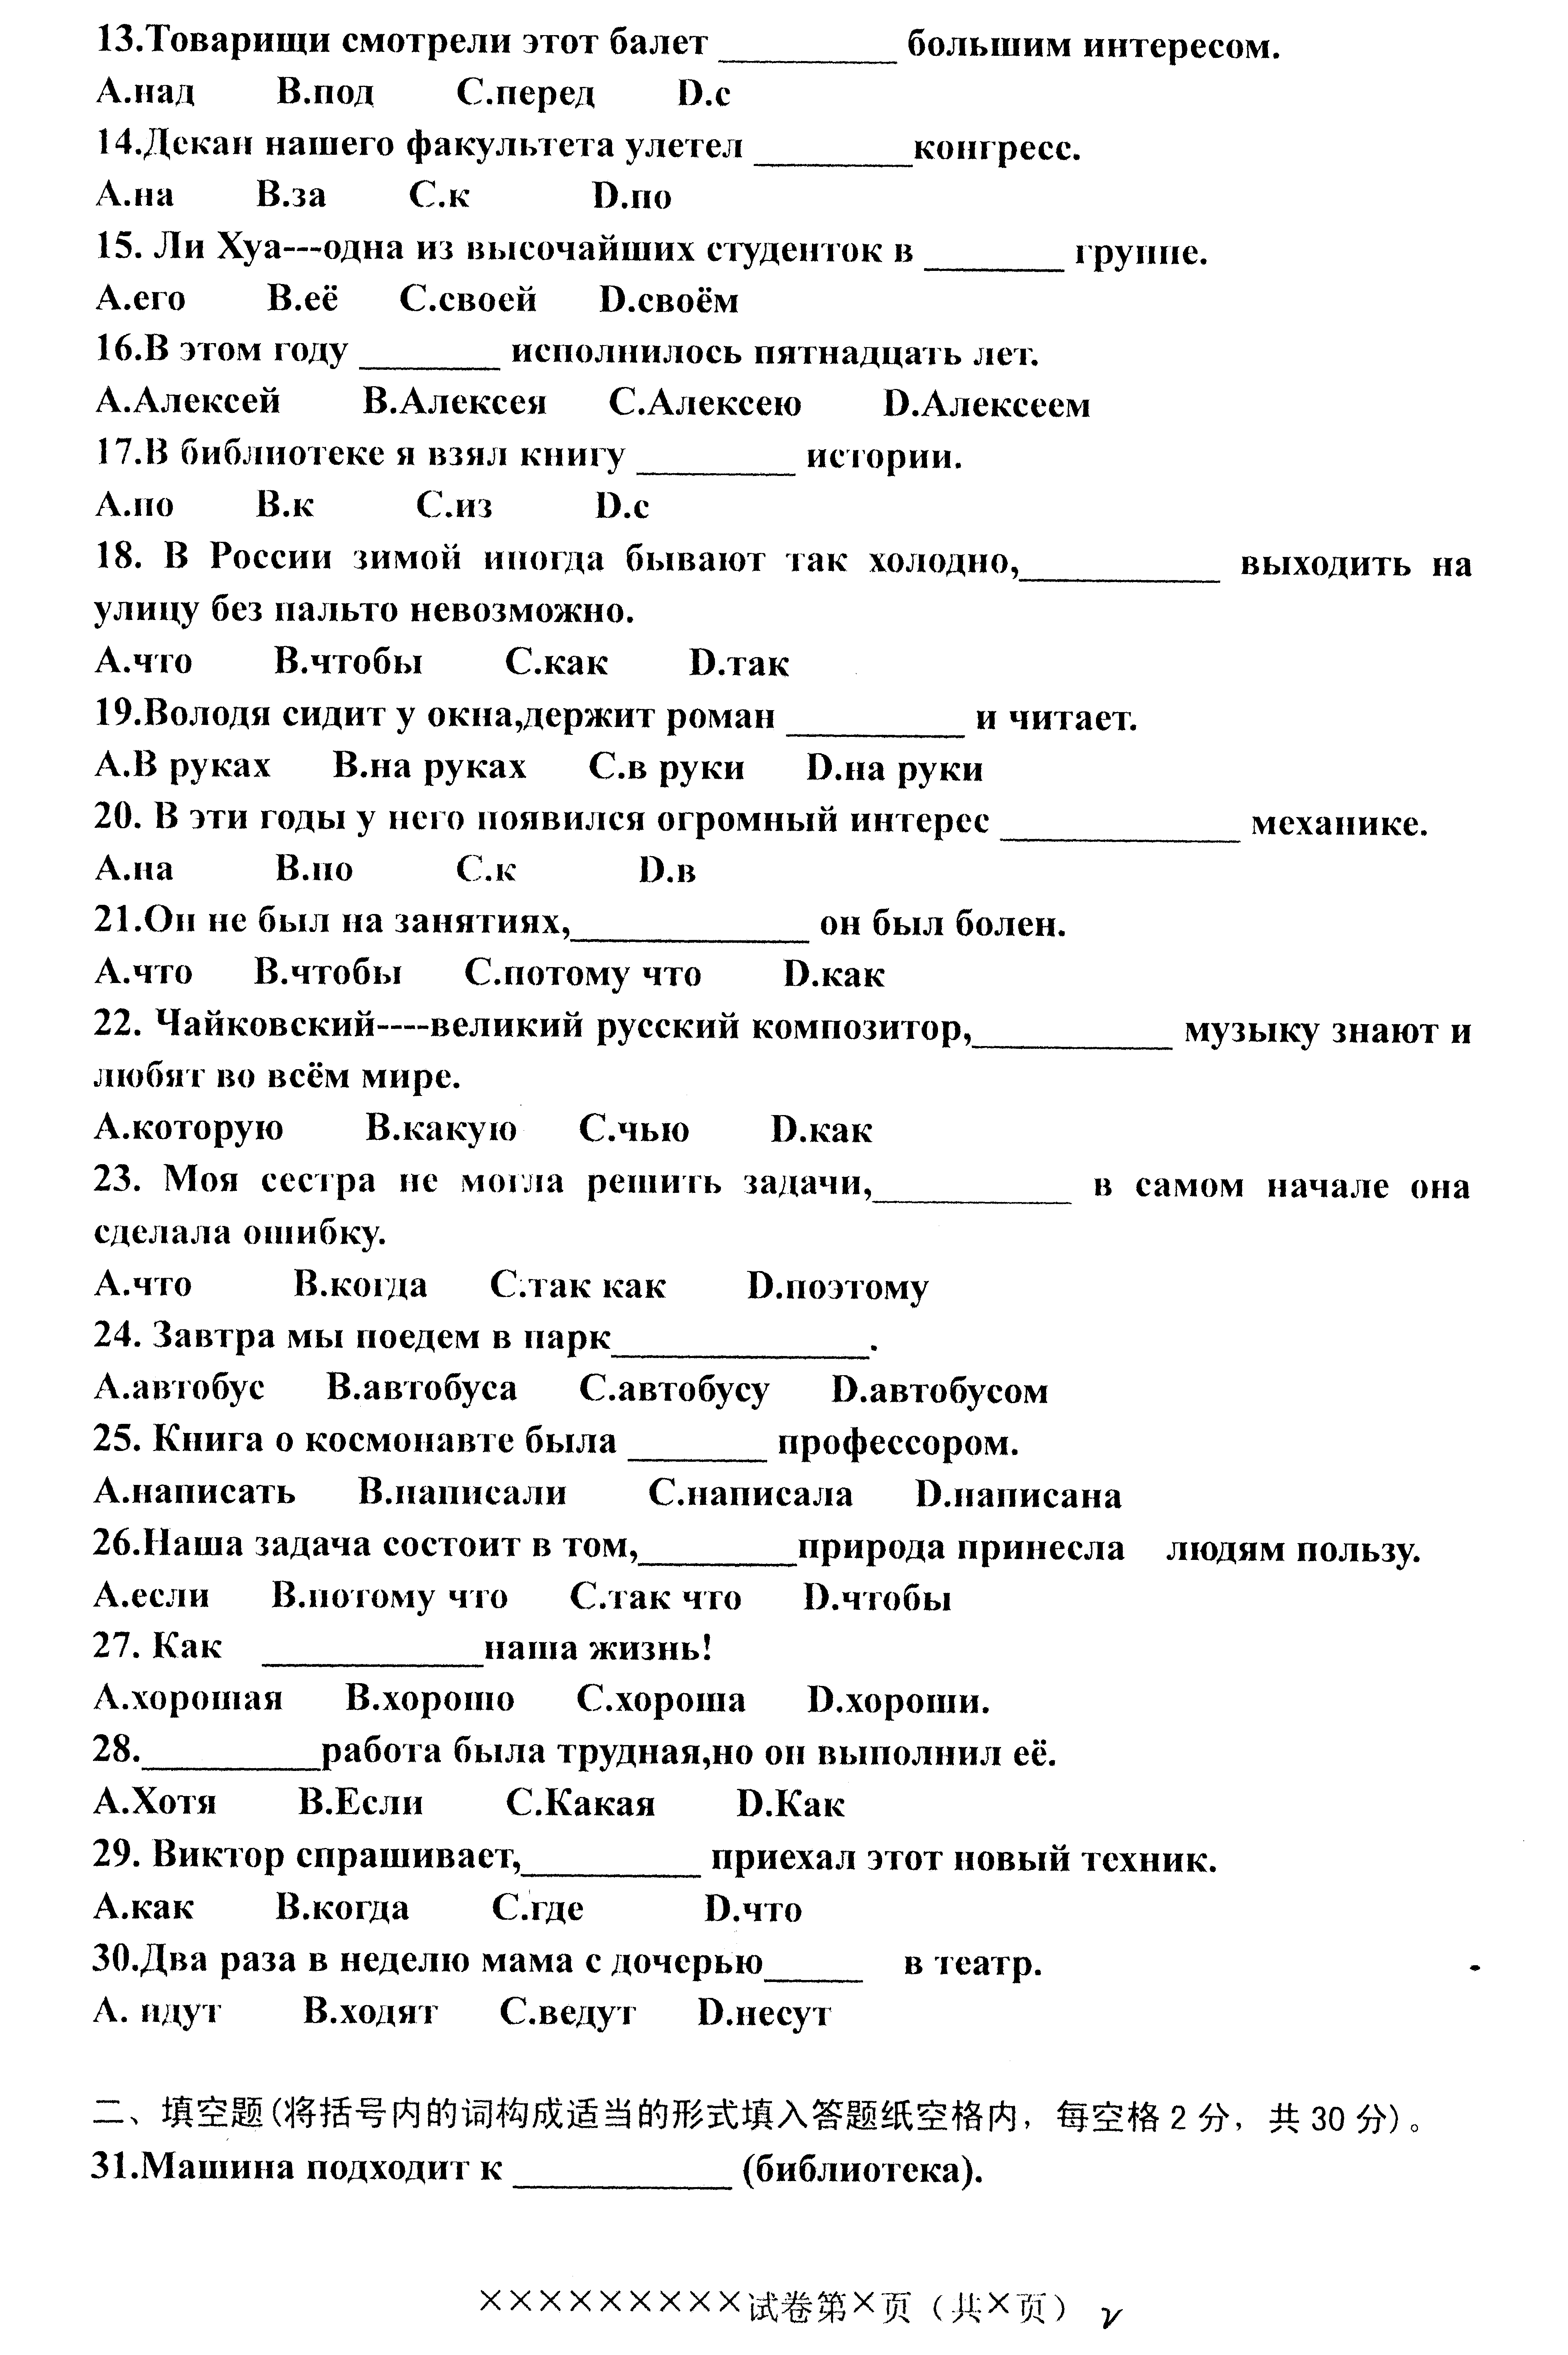 13.Товарищи смотрели этот балет _________ большим интересом.
A.над B.под C.перед D.с
14.Декан нашего факультета улетел ________конгресс.
A.на B.за C.к D.по
15. Ли Хуа---одна из высочайших студенток в _______ группе.
A.его B.её C.своей D.своём
16.В этом году _______ исполнилось пятнадцать лет.
A.Алексей B.Алексея C.Алексею D.Алексеем
17.В библиотеке я взял книгу ________ истории.
A.по B.к C.из D.с
18. В России зимой иногда бывают так холодно,__________ выходить на
улицу без пальто невозможно.
A.что B.чтобы C.как D.так
19.Володя сидит у окна,держит роман _________ и читает.
A.В руках B.на руках C.в руки D.на руки
20. В эти годы у него появился огромный интерес ____________ механике.
A.на B.по C.к D.в
21.Он не был на занятиях,____________ он был болен.
A.что B.чтобы C.потому что D.как
22. Чайковский----великий русский композитор,__________ музыку знают и
любят во всём мире.
A.которую B.какую C.чью D.как
23. Моя сестра не могла решить задачи,__________ в самом начале она
сделала ошибку.
A.что B.когда C.так как D.поэтому
24. Завтра мы поедем в парк_____________.
A.автобус B.автобуса C.автобусу D.автобусом
25. Книга о космонавте была _______ профессором.
A.написать B.написали C.написала D.написана
26.Наша задача состоит в том,________природа принесла людям пользу.
A.если B.потому что C.так что D.чтобы
27. Как ___________наша жизнь!
A.хорошая B.хорошо C.хороша D.хороши.
28._________работа была трудная,но он выполнил её.
A.Хотя B.Если C.Какая D.Как
29. Виктор спрашивает,_________ приехал этот новый техник.
A.как B.когда C.где D.что
30.Два раза в неделю мама с дочерью_____ в театр.
A. идут B.ходят C.ведут D.несут
二、填空题(将括号内的词构成适当的形式填入答题纸空格内，每空格2分，共30分)。
31.Машина подходит к ___________ (библиотека).
×××××××××试卷第×页（共×页）